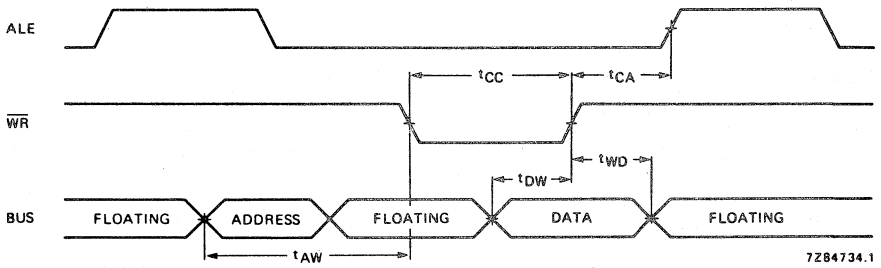 ALE
tCC
tCA
WR
tWD
tDW
BUS FLOATING ADDRESS FLOATING DATA FLOATING
tAW
7Z84734.1